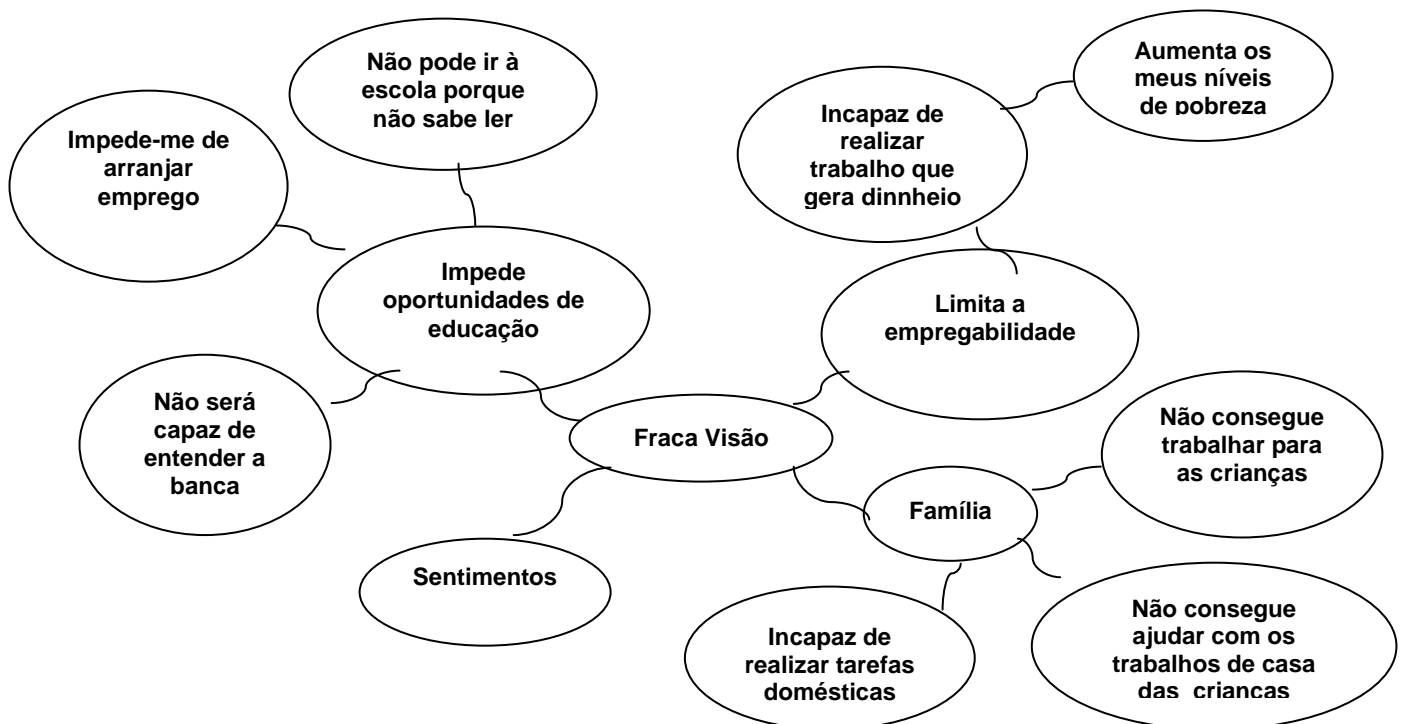 Não pode ir à
escola porque
não sabe ler
Aumenta os
meus níveis
de pobreza
Impede-me de
arranjar
emprego
Incapaz de
realizar
trabalho que
gera dinnheio
Impede
oportunidades de
educação
Limita a
empregabilidade
Não será
capaz de
entender a
banca
Fraca Visão
Não consegue
trabalhar para
as crianças
Família
Sentimentos
Incapaz de
realizar tarefas
domésticas
Não consegue
ajudar com os
trabalhos de casa
das crianças